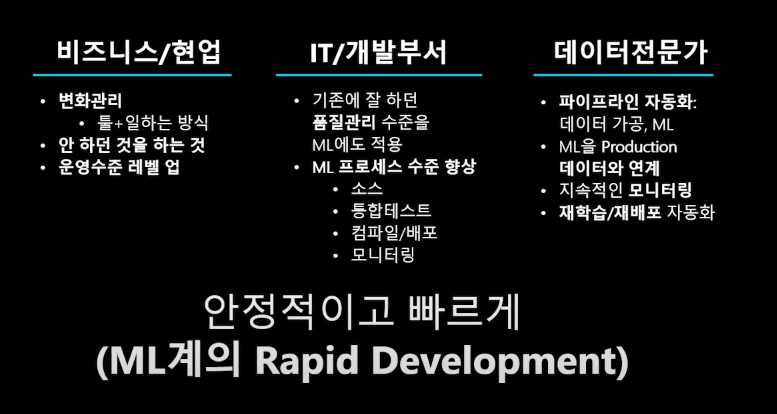 비즈니스/현업
• 변화관리
• 툴+일하는 방식
• 안 하던 것을 하는 것
• 운영수준 레벨 업
IT/개발부서
• 기존에 잘 하던
품질관리 수준을
ML에도 적용
• ML 프로세스 수준 향상
• 소스
• 통합테스트
• 컴파일/배포
• 모니터링
데이터전문가
• 파이프라인 자동화:
데이터 가공, ML
• ML을 Production
데이터와 연계
• 지속적인 모니터링
• 재학습/재배포 자동화
안정적이고 빠르게
(ML계의 Rapid Development)